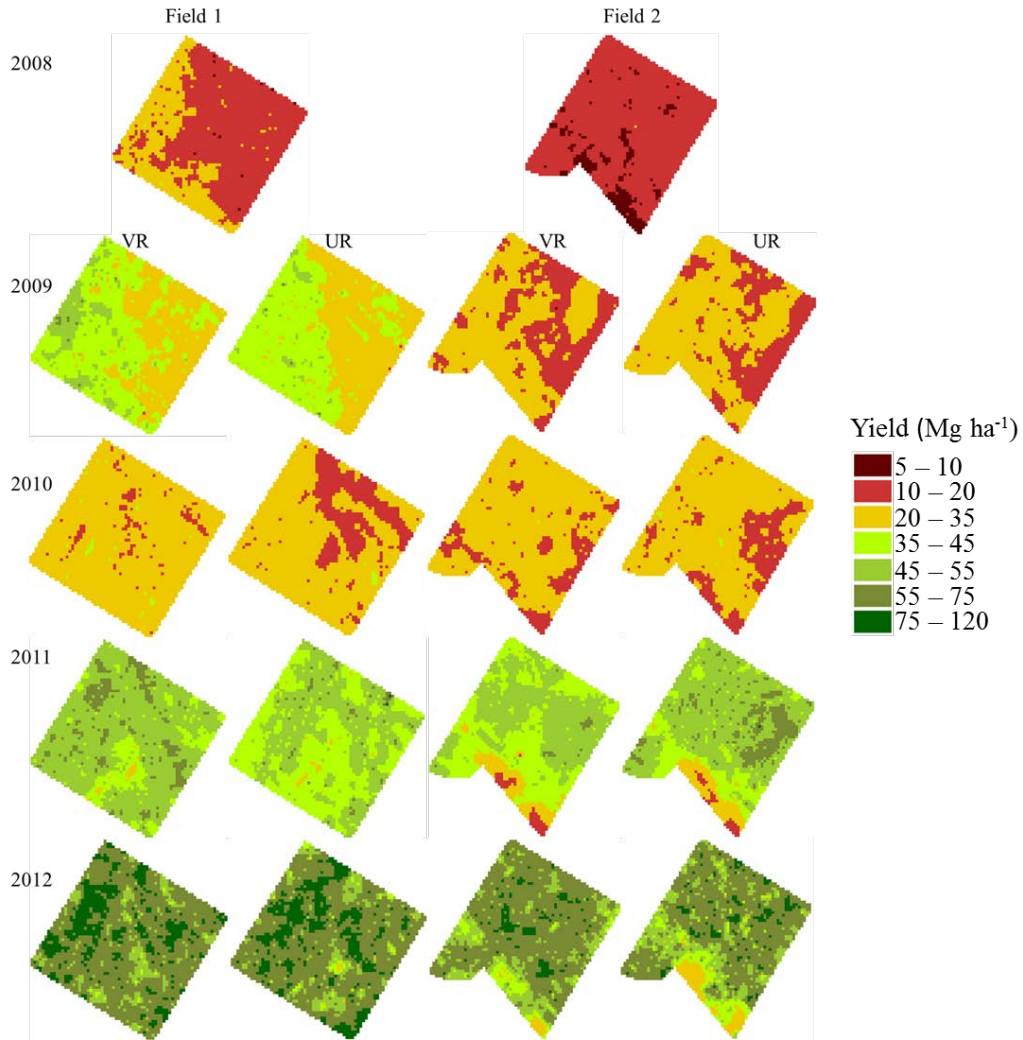 Field 1 Field 2
2008
VR UR VR UR
2009
2010
2011
2012
Yield (Mg ha-1)
5 – 10
10 – 20
20 – 35
35 – 45
45 – 55
55 – 75
75 – 120